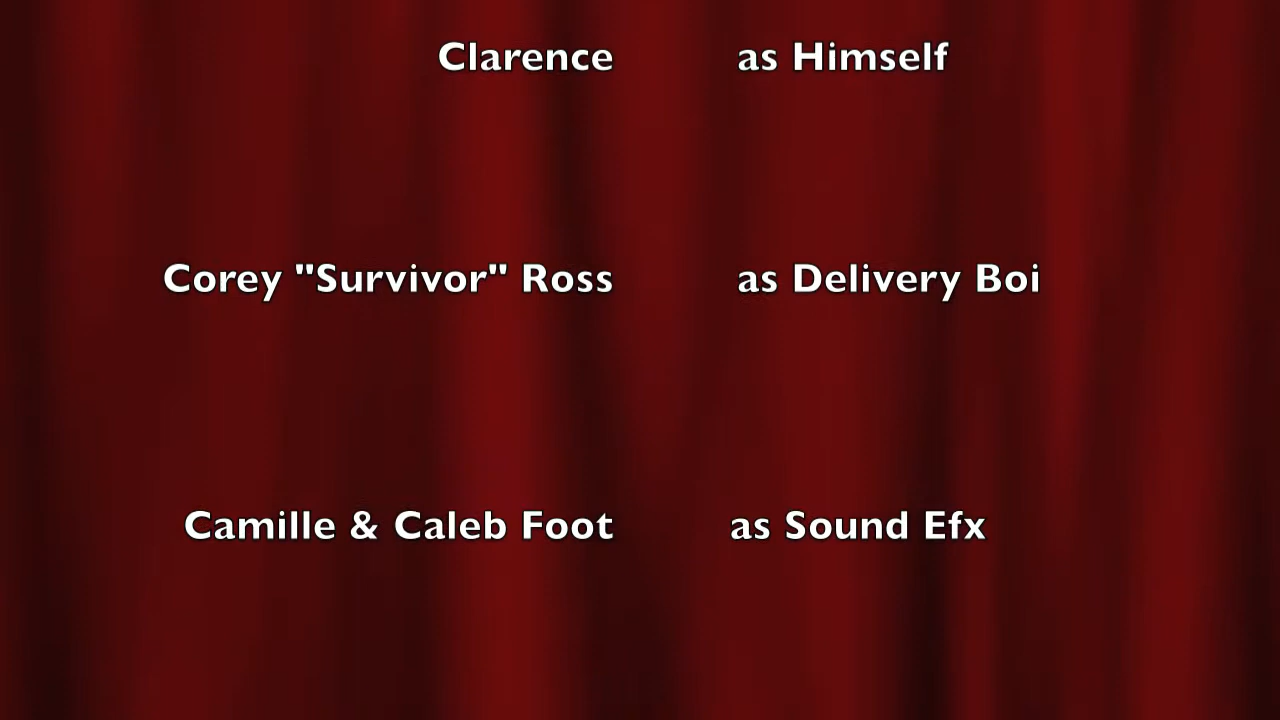 Clarence as Himself
Corey "Survivor" Ross as Delivery Boi
Camille & Caleb Foot as Sound Efx